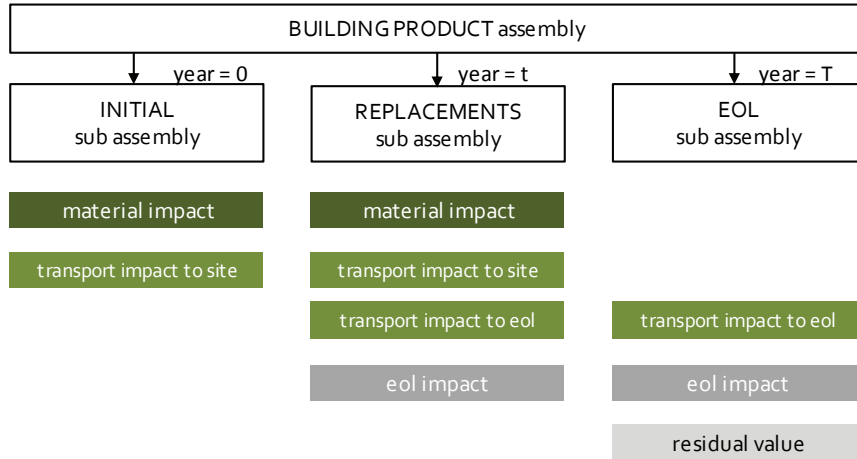 BUILDING PRODUCT assembly
year = 0
year = t
year = T
INITIAL
sub assembly
REPLACEMENTS
sub assembly
EOL
sub assembly
material impact
material impact
transport impact to site
transport impact to site
transport impact to eol
transport impact to eol
eol impact
eol impact
residual value